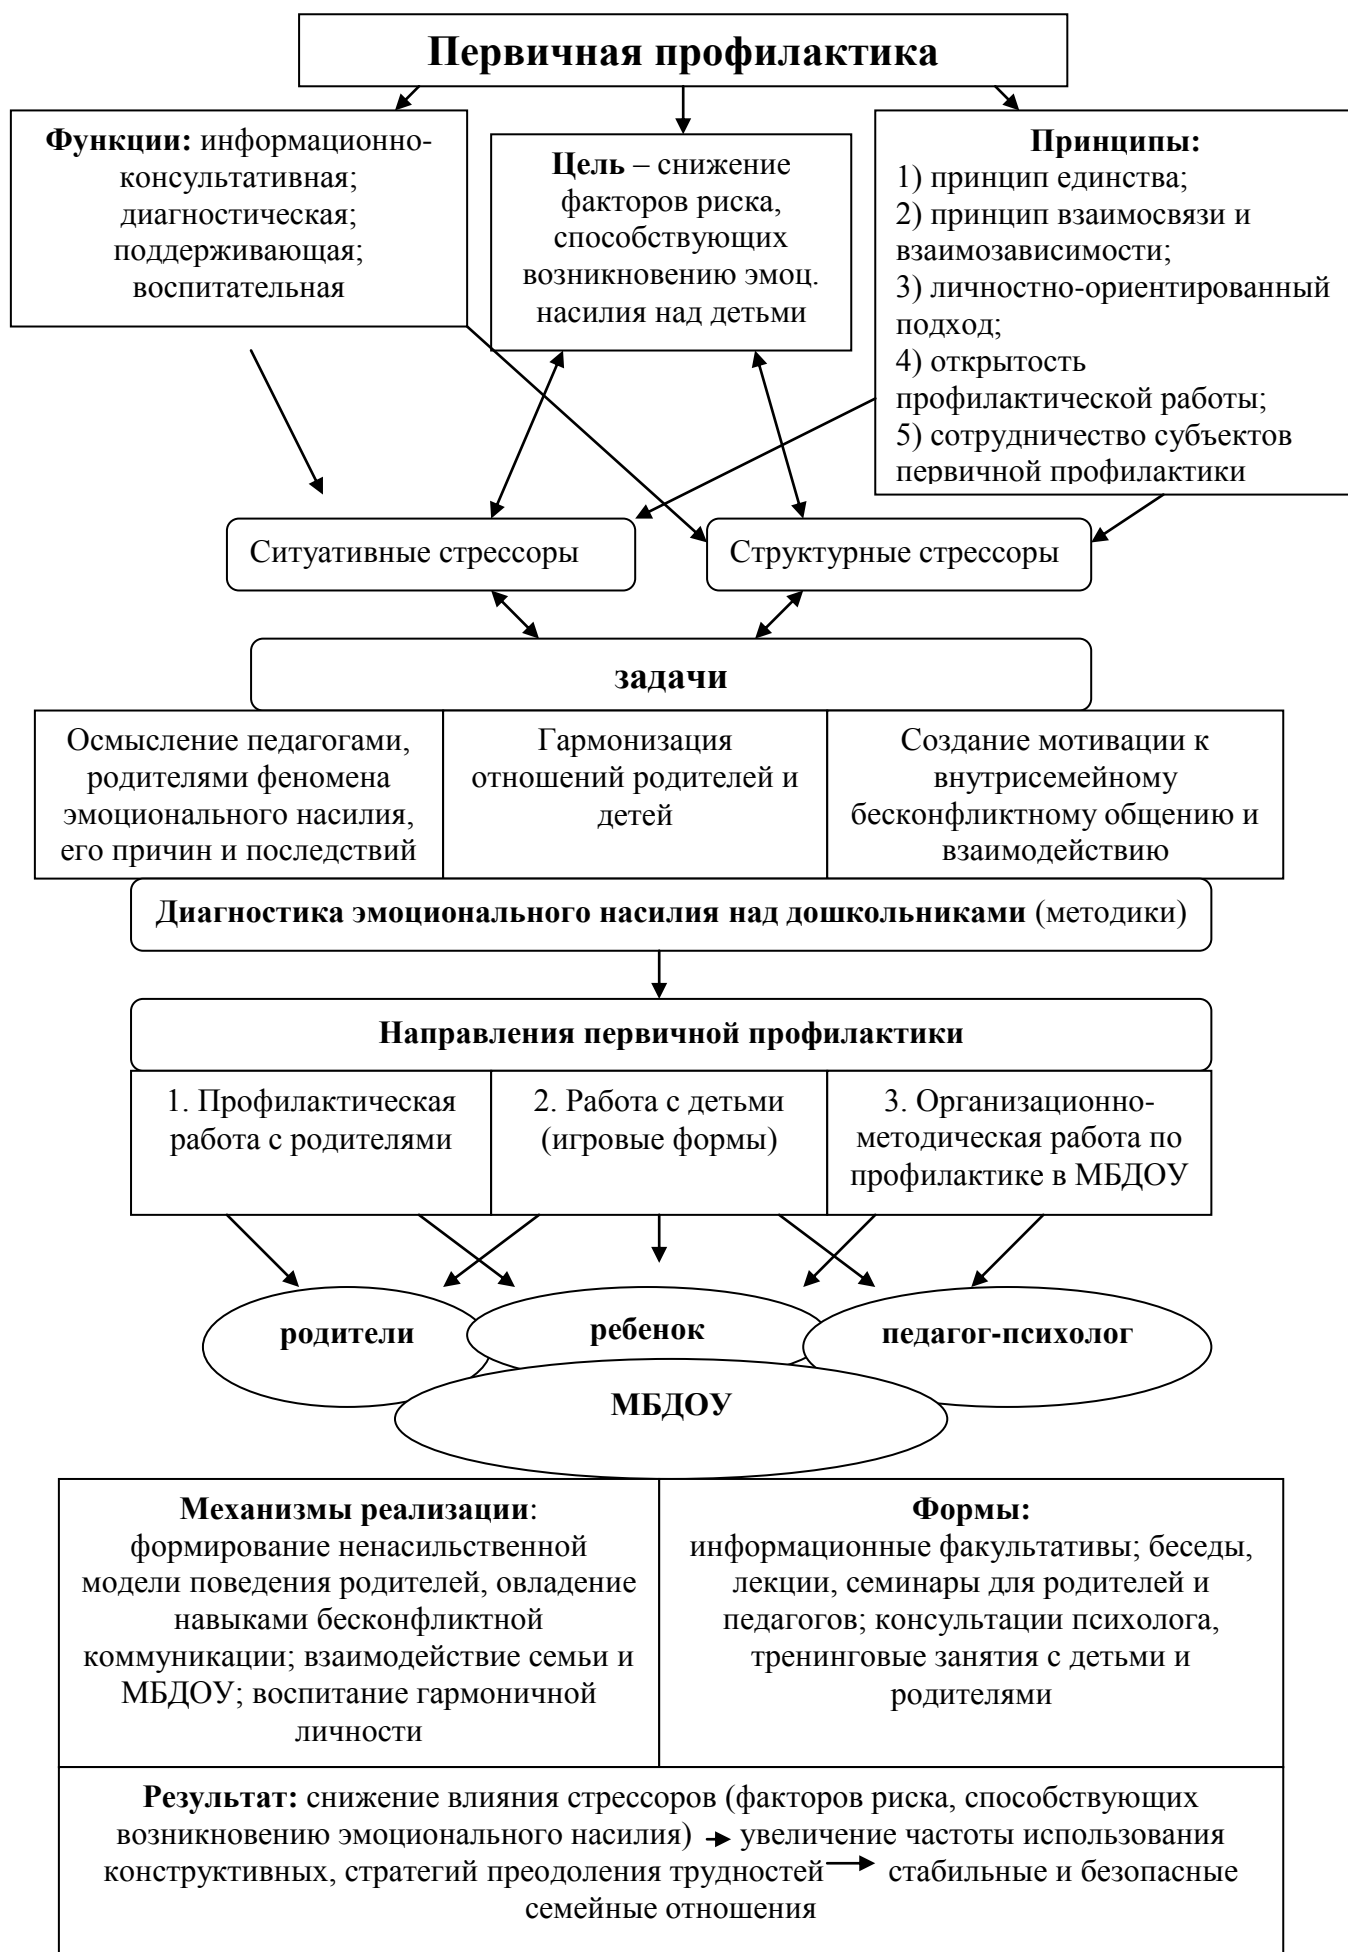 Первичная профилактика
Функции: информационно-
консультативная;
диагностическая;
поддерживающая;
воспитательная
Цель – снижение
факторов риска,
способствующих
возникновению эмоц.
насилия над детьми
Принципы:
1) принцип единства;
2) принцип взаимосвязи и
взаимозависимости;
3) личностно-ориентированный
подход;
4) открытость
профилактической работы;
5) сотрудничество субъектов
первичной профилактики
Ситуативные стрессоры
Структурные стрессоры
задачи
Осмысление педагогами,
родителями феномена
эмоционального насилия,
его причин и последствий
Гармонизация
отношений родителей и
детей
Создание мотивации к
внутрисемейному
бесконфликтному общению и
взаимодействию
Диагностика эмоционального насилия над дошкольниками (методики)
Направления первичной профилактики
1. Профилактическая
работа с родителями
2. Работа с детьми
(игровые формы)
3. Организационно-
методическая работа по
профилактике в МБДОУ
родители
ребенок
педагог-психолог
МБДОУ
Механизмы реализации:
формирование ненасильственной
модели поведения родителей, овладение
навыками бесконфликтной
коммуникации; взаимодействие семьи и
МБДОУ; воспитание гармоничной
личности
Формы:
информационные факультативы; беседы,
лекции, семинары для родителей и
педагогов; консультации психолога,
тренинговые занятия с детьми и
родителями
Результат: снижение влияния стрессоров (факторов риска, способствующих
возникновению эмоционального насилия) → увеличение частоты использования
конструктивных, стратегий преодоления трудностей → стабильные и безопасные
семейные отношения